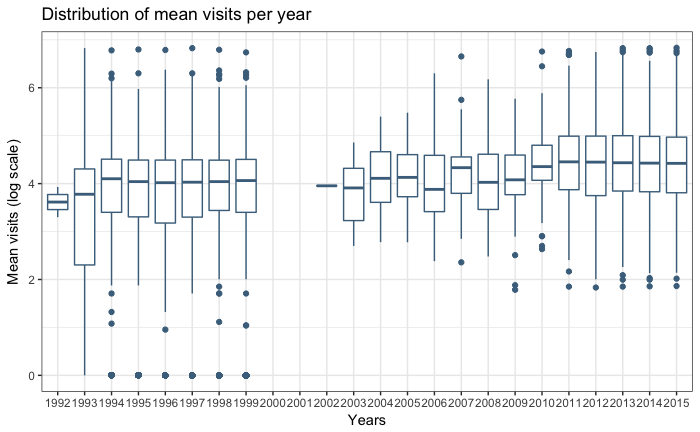 Distribution of mean visits per year
Mean visits (log scale)
6
4
2
0
1992 1993 1994 1995 1996 1997 1998 1999 2000 2001 2002 2003 2004 2005 2006 2007 2008 2009 2010 2011 2012 2013 2014 2015
Years